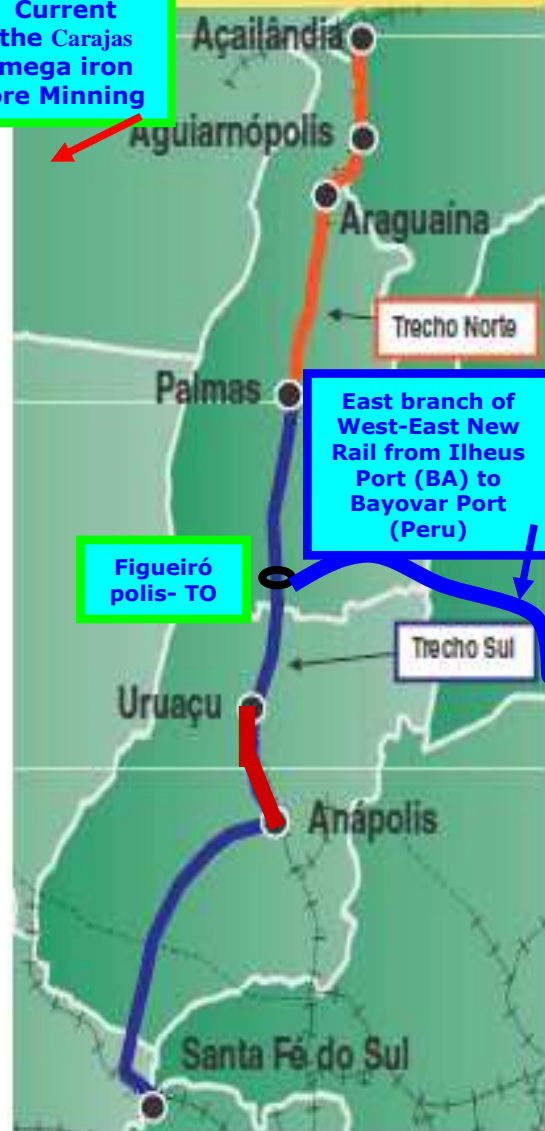 Current
the Carajas
mega iron
ore Minning
Açailândia
Aguiarnópolis
Araguaina
Trecho Norte
Palmas
East branch of
West-East New
Rail from Ilheus
Port (BA) to
Bayovar Port
(Peru)
Figueiró
polis- TO
Trecho Sul
Uruaçu
Anápolis
Santa Fé do Sul